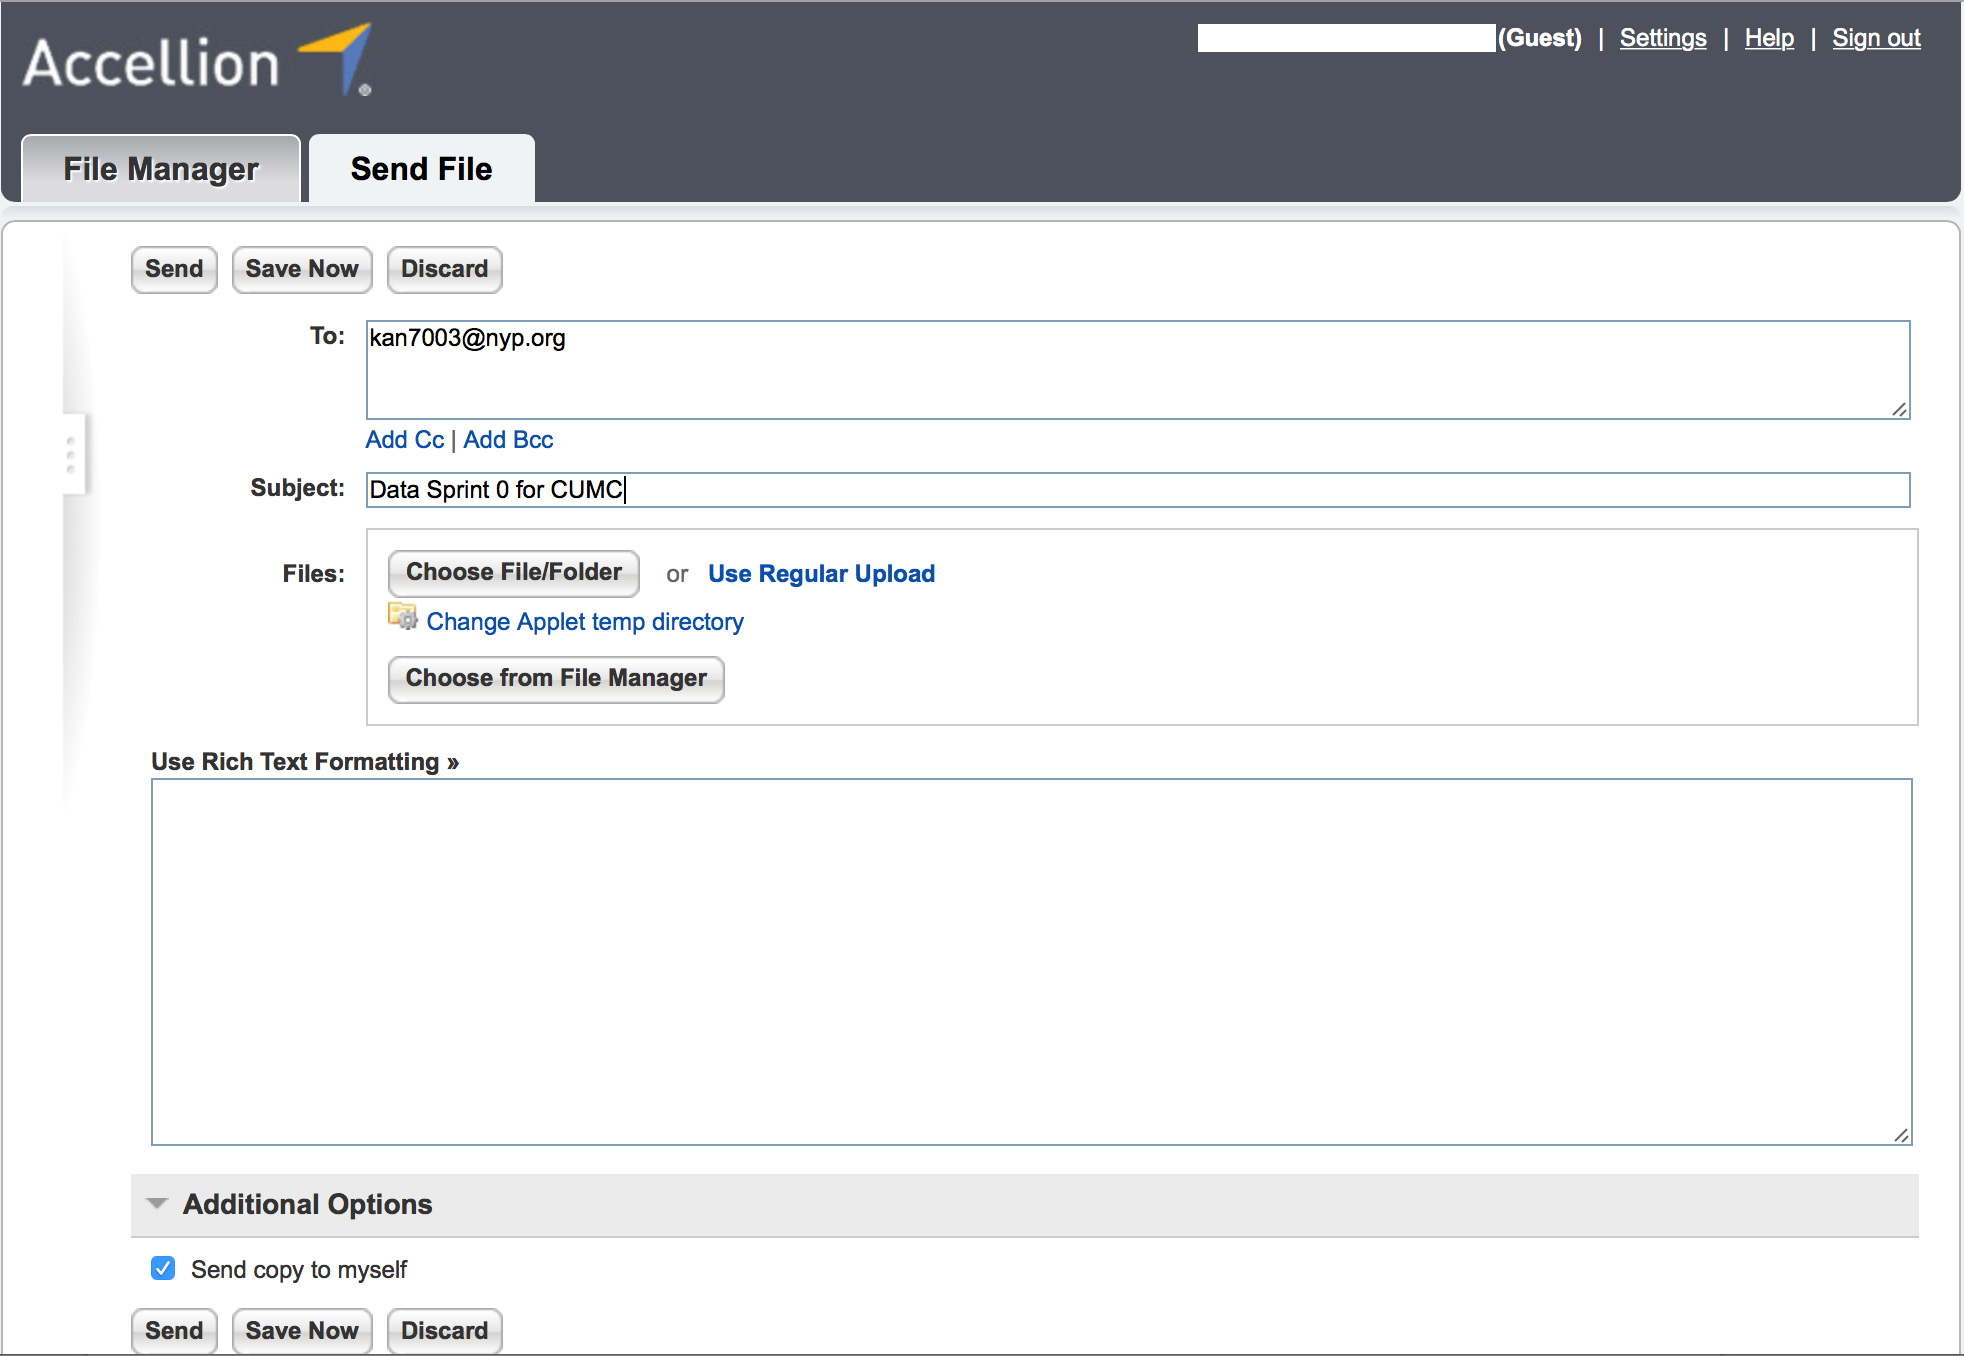 Accellion ®
(Guest) | Settings | Help | Sign out
File Manager Send File
Send Save Now Discard
To: kan7003@nyp.org
Add Cc | Add Bcc
Subject: Data Sprint 0 for CUMC
Files: Choose File/Folder or Use Regular Upload
Change Applet temp directory
Choose from File Manager
Use Rich Text Formatting »
Additional Options
Send copy to myself
Send Save Now Discard